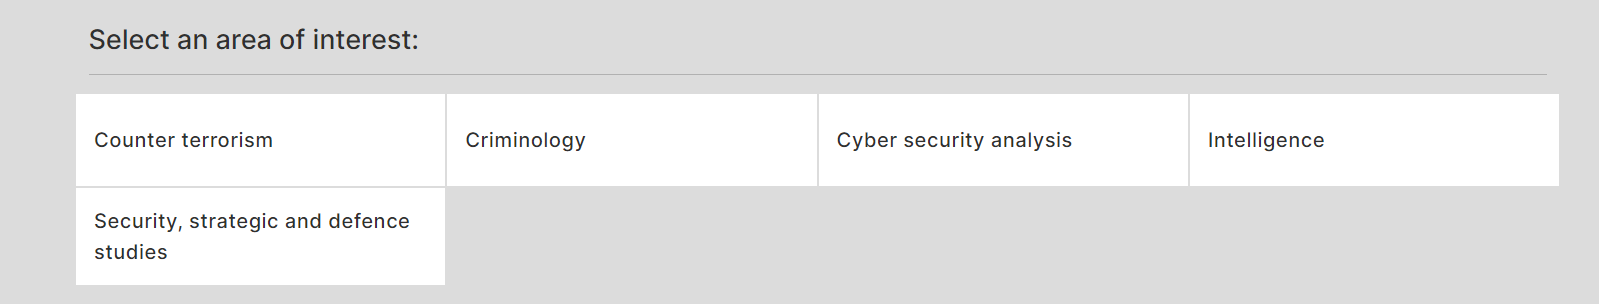 Select an area of interest:
Counter terrorism
Criminology
Cyber security analysis
Intelligence
Security, strategic and defence
studies